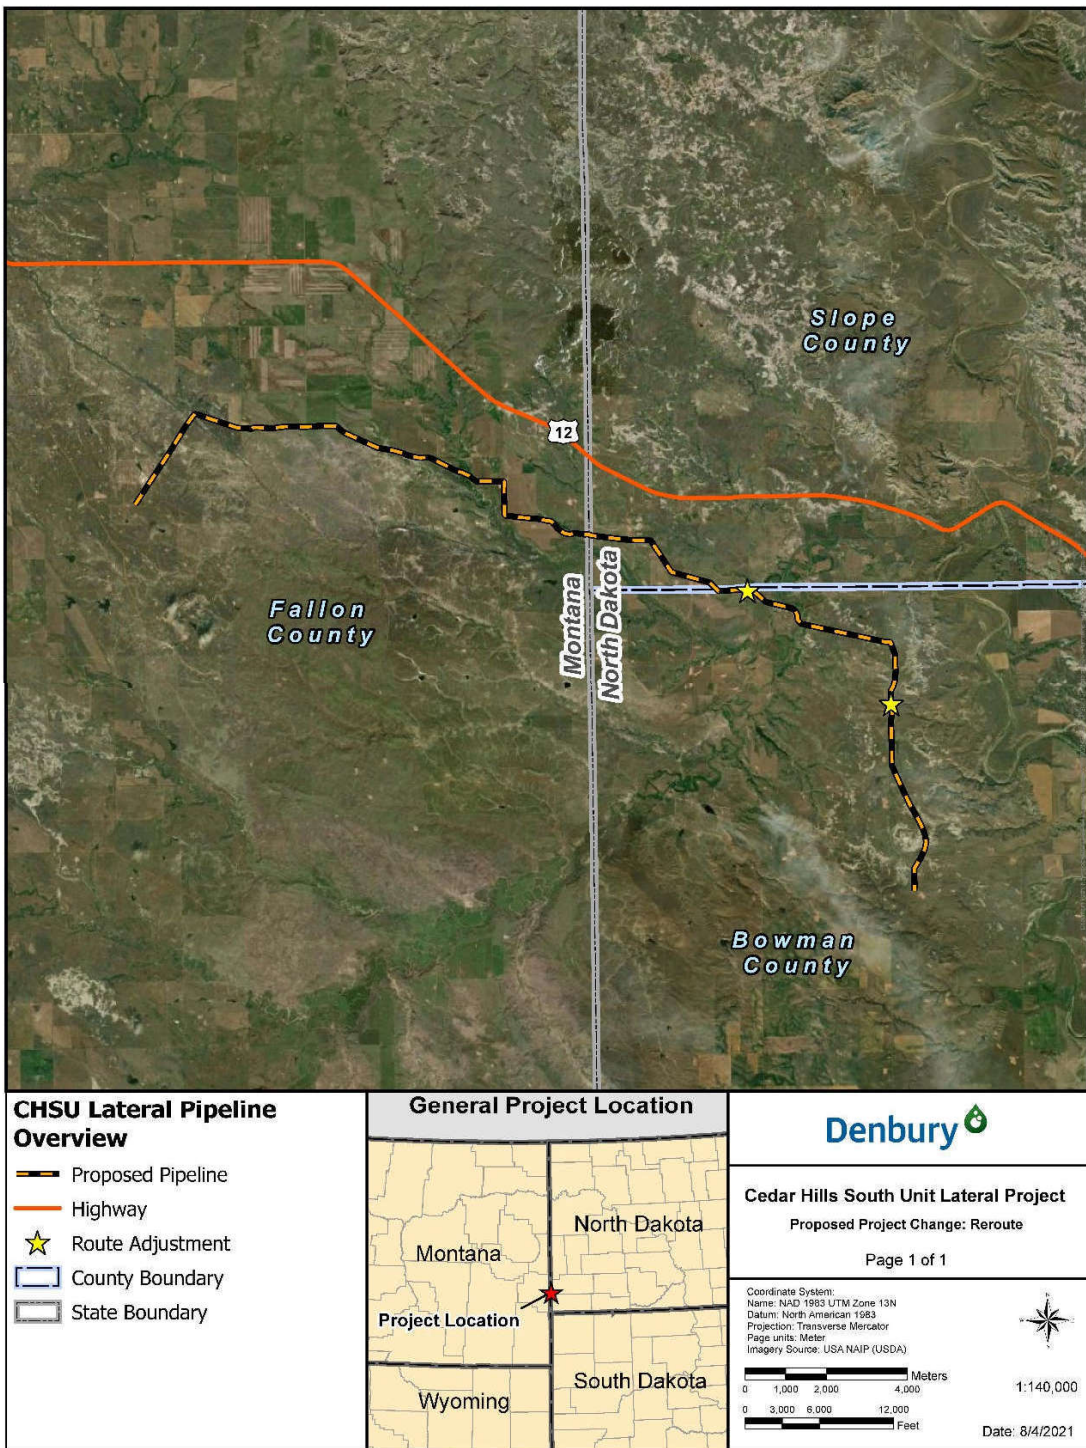 Slope
County
12
Montana
North Dakota
Fallon
County
Bowman
County
CHSU Lateral Pipeline
Overview
Proposed Pipeline
Highway
Route Adjustment
County Boundary
State Boundary
General Project Location
North Dakota
Montana
Project Location
South Dakota
Wyoming
Denbury
Cedar Hills South Unit Lateral Project
Proposed Project Change: Reroute
Page 1 of 1
Coordinate System:
Name: NAD 1983 UTM Zone 13N
Datum: North American 1983
Projection: Transverse Mercator
Page units: Meter
Imagery Source: USA NAIP (USDA)
Meters
0 1,000 2,000 4,000
0 3,000 6,000 12,000
Feet
1:140,000
Date: 8/4/2021